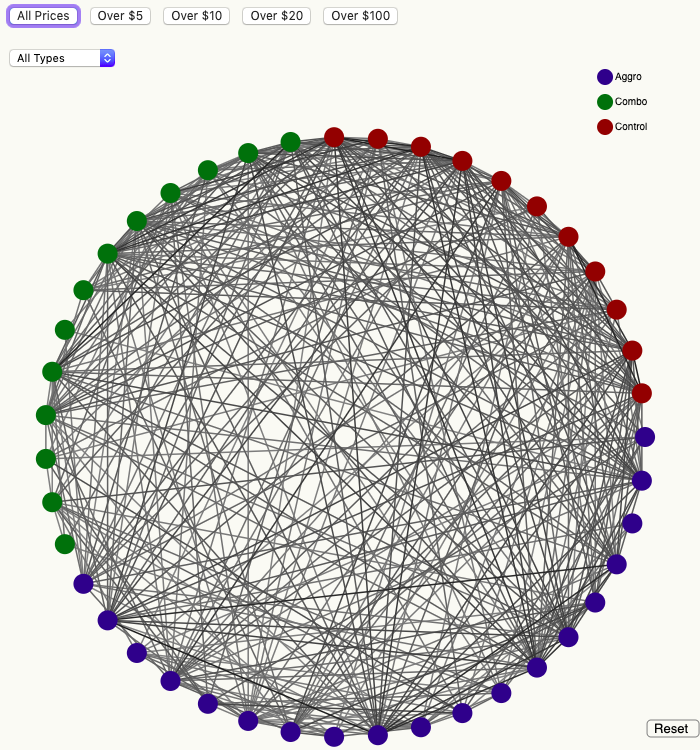 All Prices Over $5 Over $10 Over $20 Over $100
All Types
Aggro
Combo
Control
Reset